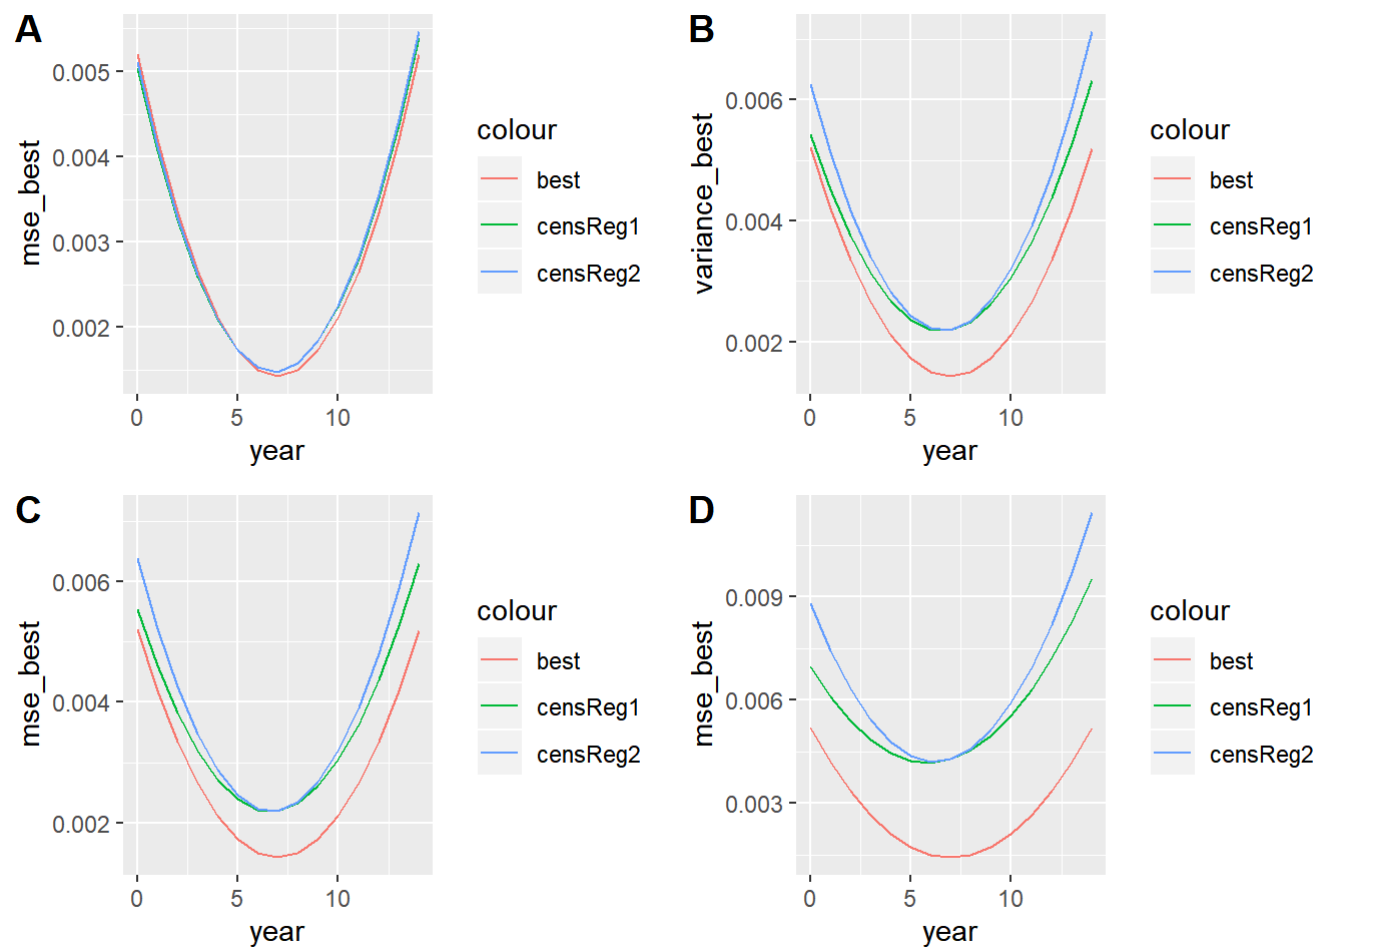 A
mse_best
0.005
0.004
0.003
0.002
0
5
10
year
colour
best
censReg1
censReg2
B
variance_best
0.006
0.004
0.002
0
5
10
year
colour
best
censReg1
censReg2
C
mse_best
0.006
0.004
0.002
0
5
10
year
colour
best
censReg1
censReg2
D
mse_best
0.009
0.006
0.003
0
5
10
year
colour
best
censReg1
censReg2